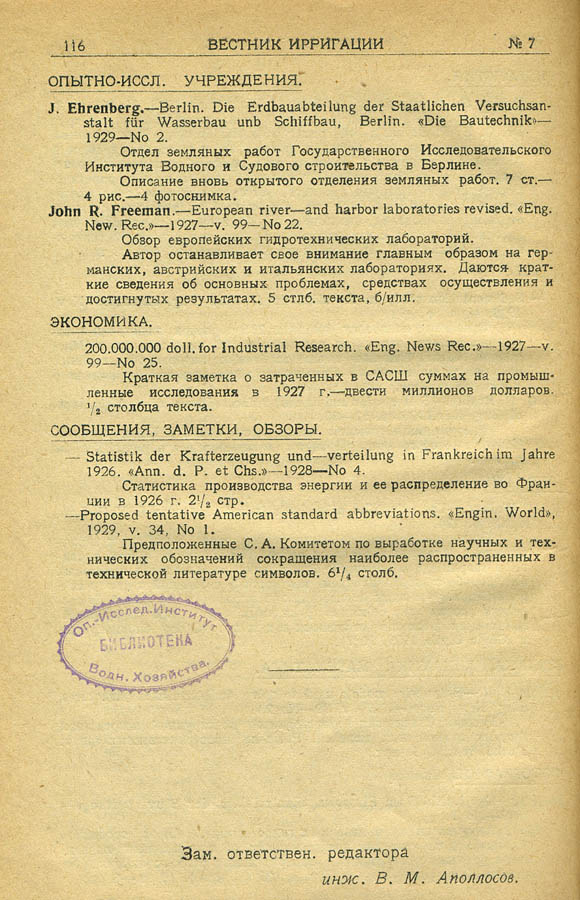 116 ВЕСТНИК ИРРИГАЦИИ № 7
ОПЫТНО-ИССЛ. УЧРЕЖДЕНИЯ.
J. Ehrenberg.—Berlin. Die Erdbauabteilung der Staatlichen Versuchsan-
stalt für Wasserbau unb Schiffbau, Berlin. «Die Bautechnik»—
1929—No 2.
Отдел земляных работ Государственного Исследовательского
Института Водного и Судового строительства в Берлине.
Описание вновь открытого отделения земляных работ. 7 ст.—
4 рис.—4 фотоснимка.
John R. Freeman.—European river—and harbor laboratories revised. «Eng.
New. Rec.»—1927—v. 99—No 22.
Обзор европейских гидротехнических лабораторий.
Автор останавливает свое внимание главным образом на гер-
манских, австрийских и итальянских лабораториях. Даются крат-
кие сведения об основных проблемах, средствах осуществления и
достигнутых результатах. 5 стлб. текста, б/илл.
ЭКОНОМИКА.
200.000.000 doll. for Industrial Research. «Eng. News Rec.»—1927—v.
99—No 25.
Краткая заметка о затраченных в САСШ суммах на промыш-
ленные исследования в 1927 г.—двести миллионов долларов.
1/2 столбца текста.
СООБЩЕНИЯ, ЗАМЕТКИ, ОБЗОРЫ.
— Statistik der Krafterzeugung und—verteilung in Frankreich im Jahre
1926. «Ann. d. P. et Chs.»—1928—No 4.
Статистика производства энергии и ее распределение во Фран-
ции в 1926 г. 2 1/2 стр.
—Proposed tentative American standard abbreviations. «Engin. World»,
1929, v. 34, No 1.
Предположенные С. А. Комитетом по выработке научных и тех-
нических обозначений сокращения наиболее распространенных в
технической литературе символов. 6 1/4 столб.
Оп.-Исслед.Институт
БИБЛИОТЕКА
Водн. Хозяйства.
Зам. ответствен. редактора
инж. В. М. Аполлосов.